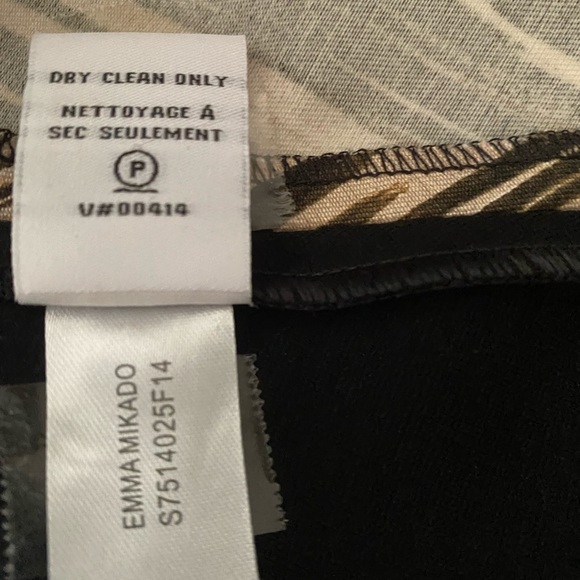 DRY CLEAN ONLY
NETTOYAGE Á
SEC SEULEMENT
P
V#00414
EMMAMIKADO
S7514025F14